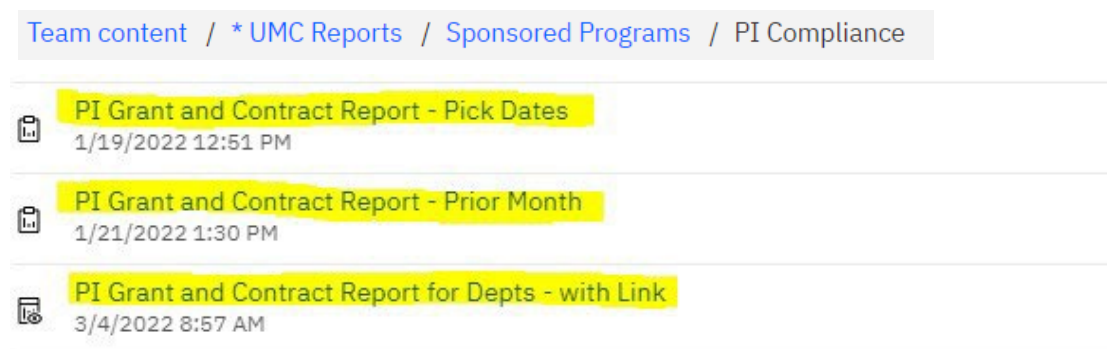 Team content / * UMC Reports / Sponsored Programs / PI Compliance
PI Grant and Contract Report - Pick Dates
1/19/2022 12:51 PM
PI Grant and Contract Report - Prior Month
1/21/2022 1:30 PM
PI Grant and Contract Report for Depts - with Link
3/4/2022 8:57 AM